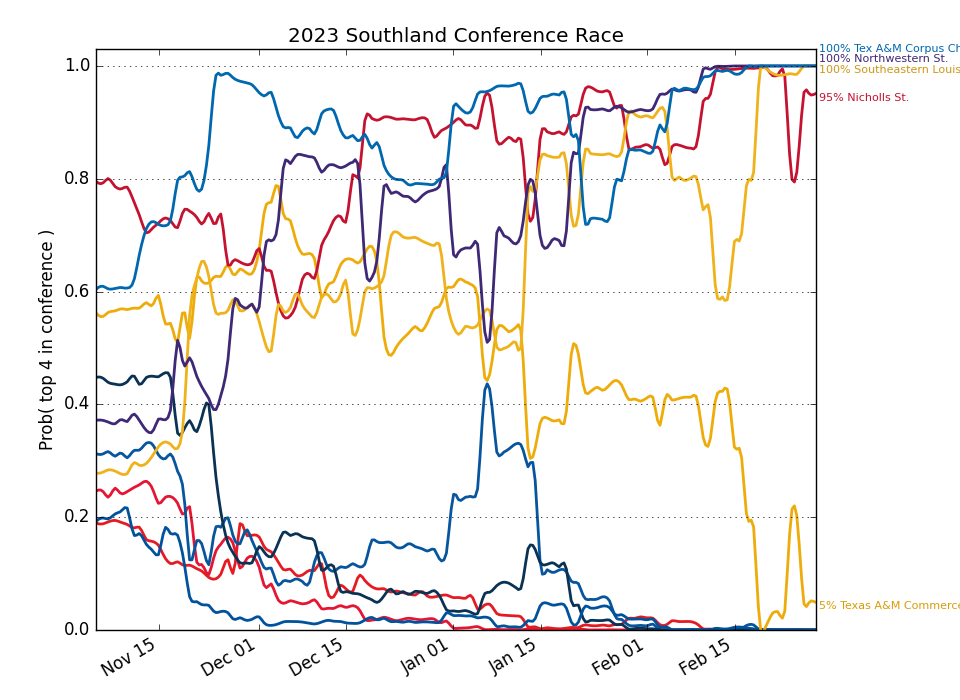 2023 Southland Conference Race
100% Tex A&M Corpus Ch
100% Northwestern St.
100% Southeastern Louis
95% Nicholls St.
5% Texas A&M Commerce
Prob( top 4 in conference )
1.0
0.8
0.6
0.4
0.2
0.0
Nov 15
Dec 01
Dec 15
Jan 01
Jan 15
Feb 01
Feb 15